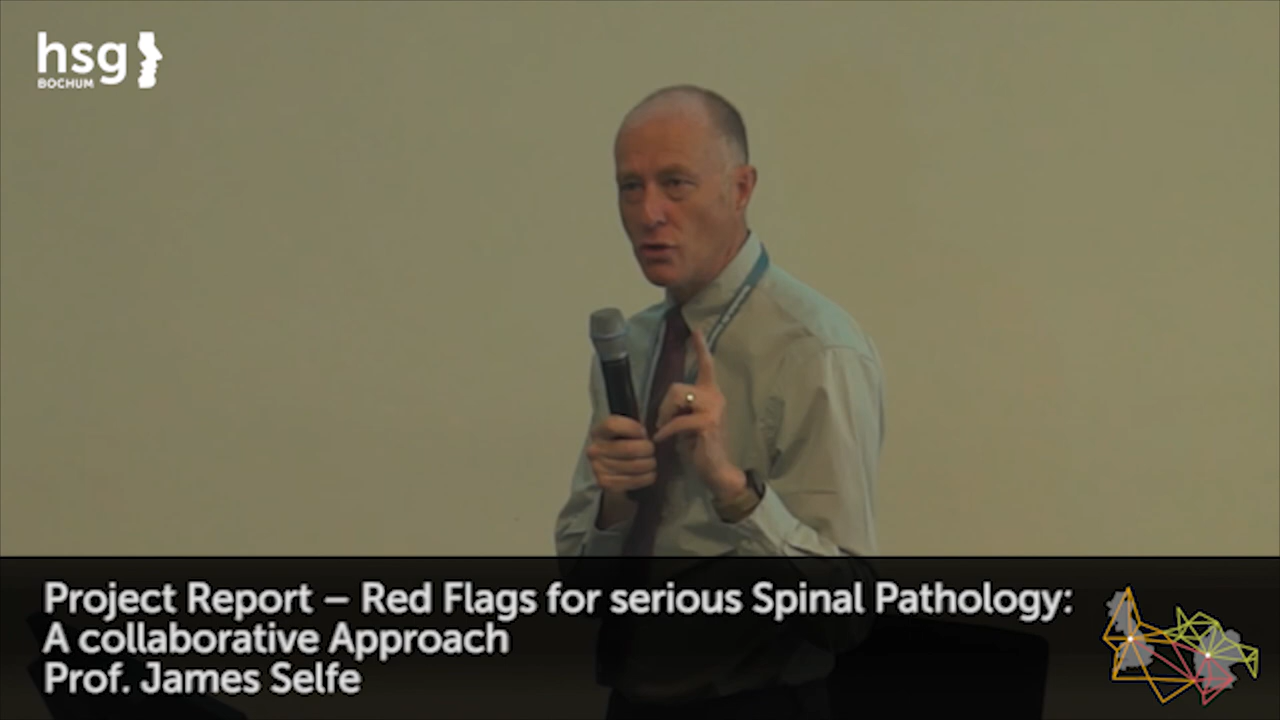 hsg
BOCHUM
Project Report – Red Flags for serious Spinal Pathology:
A collaborative Approach
Prof. James Selfe